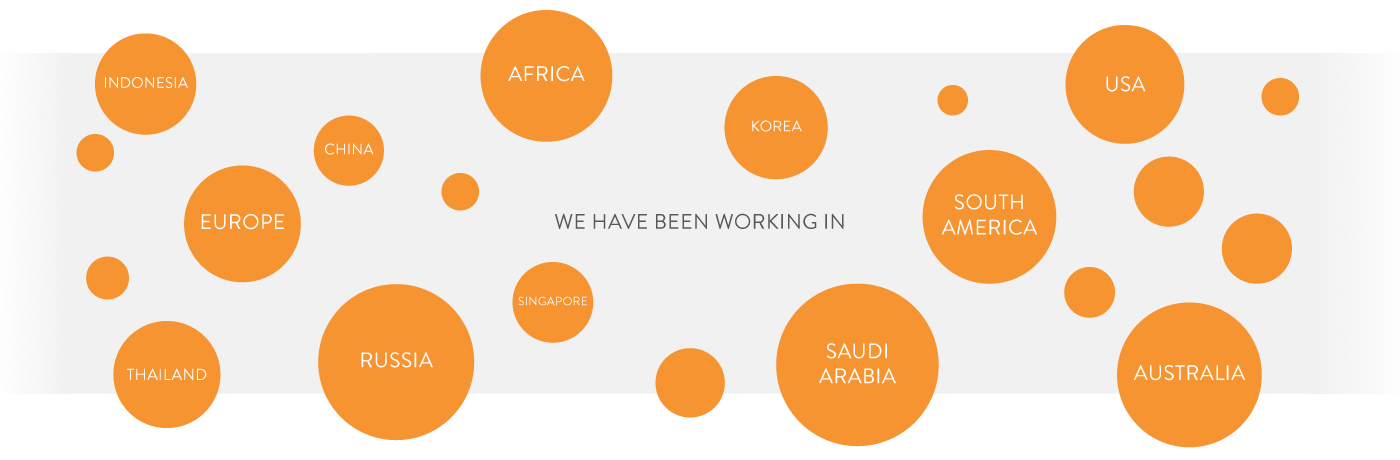 INDONESIA
AFRICA
USA
KOREA
CHINA
EUROPE
WE HAVE BEEN WORKING IN
SOUTH
AMERICA
SINGAPORE
THAILAND
RUSSIA
SAUDI
ARABIA
AUSTRALIA